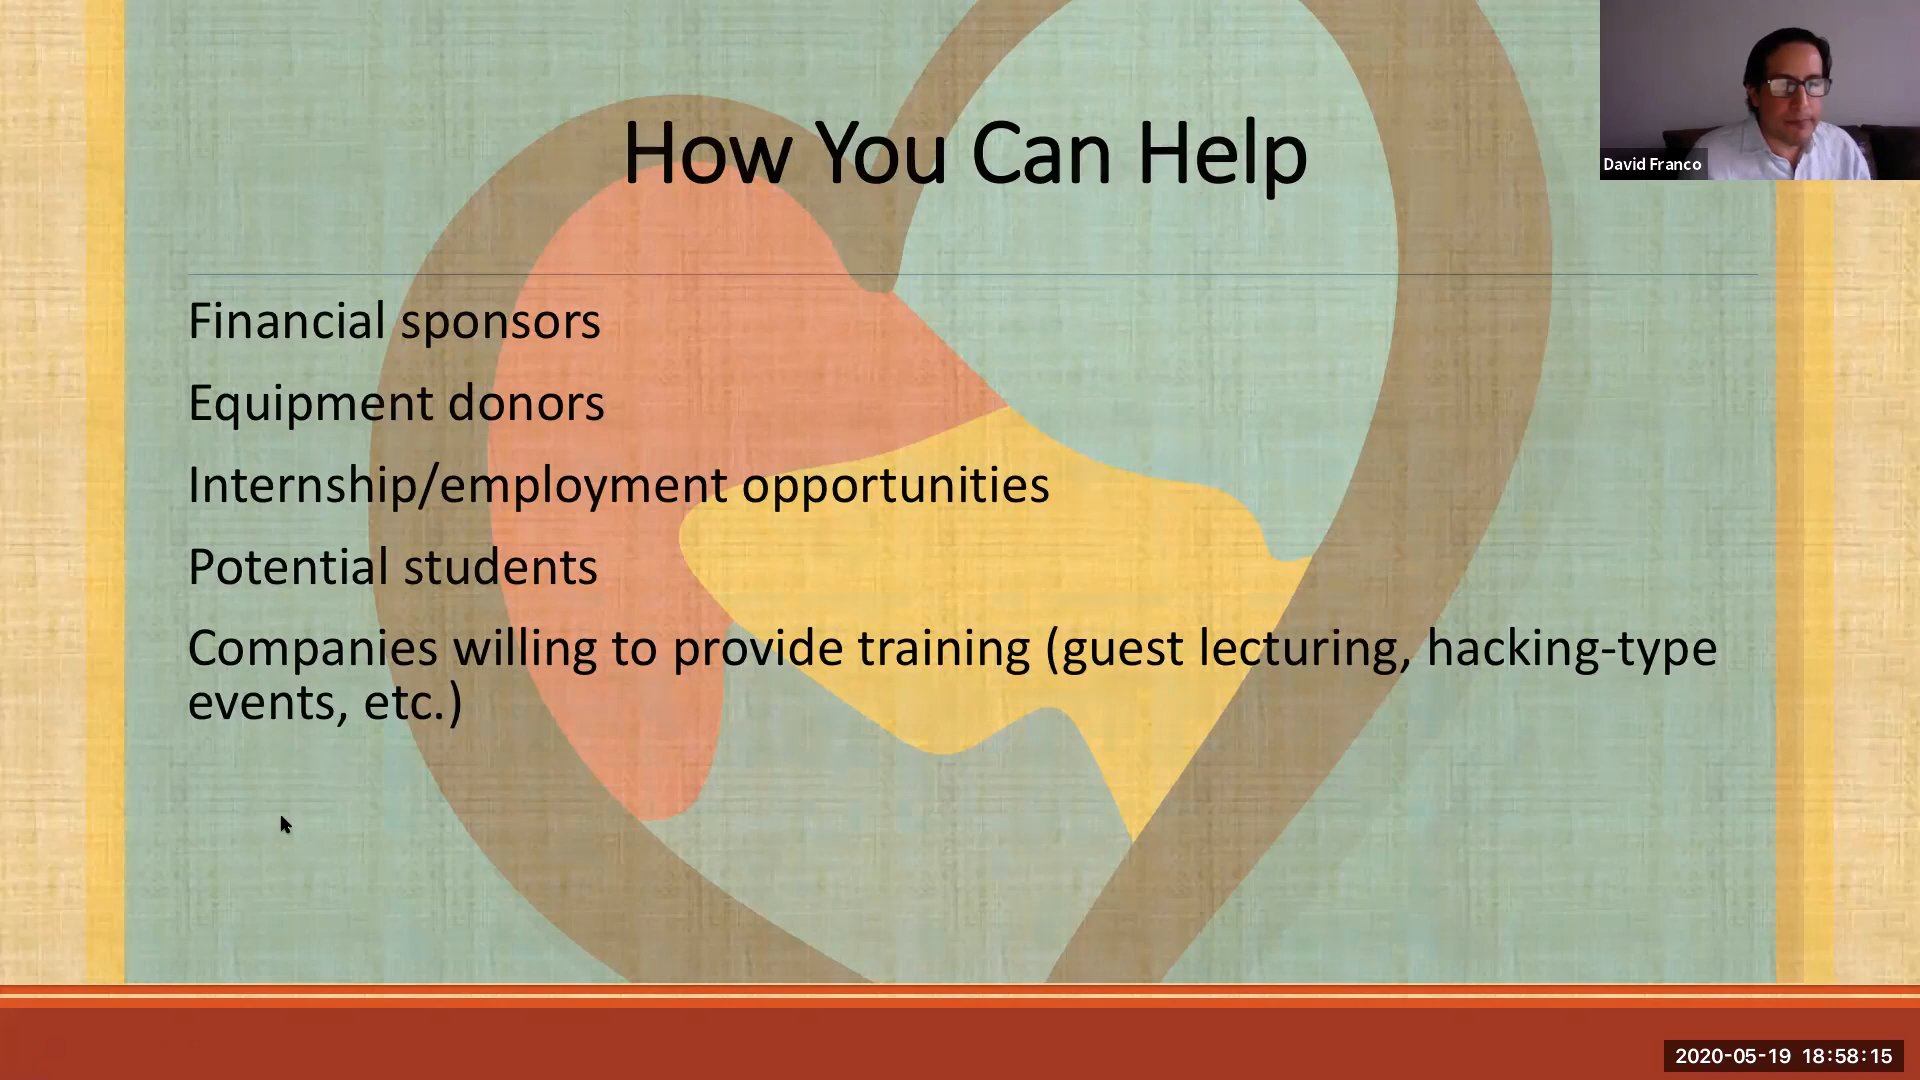 How You Can Help
David Franco
Financial sponsors
Equipment donors
Internship/employment opportunities
Potential students
Companies willing to provide training (guest lecturing, hacking-type
events, etc.)
2020-05-19 18:58:15